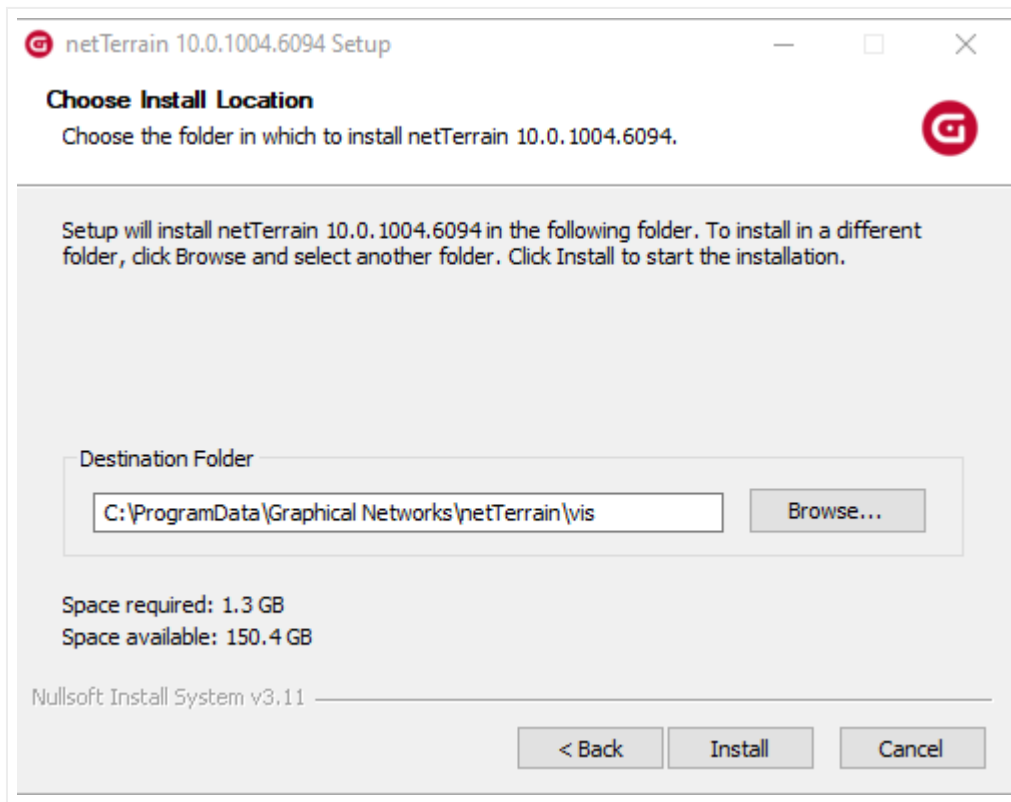 netTerrain 10.0.1004.6094 Setup
Choose Install Location
Choose the folder in which to install netTerrain 10.0.1004.6094.
Setup will install netTerrain 10.0.1004.6094 in the following folder. To install in a different
folder, click Browse and select another folder. Click Install to start the installation.
Destination Folder
C:\ProgramData\Graphical Networks\netTerrain\vis
Browse...
Space required: 1.3 GB
Space available: 150.4 GB
Nullsoft Install System v3.11
< Back
Install
Cancel